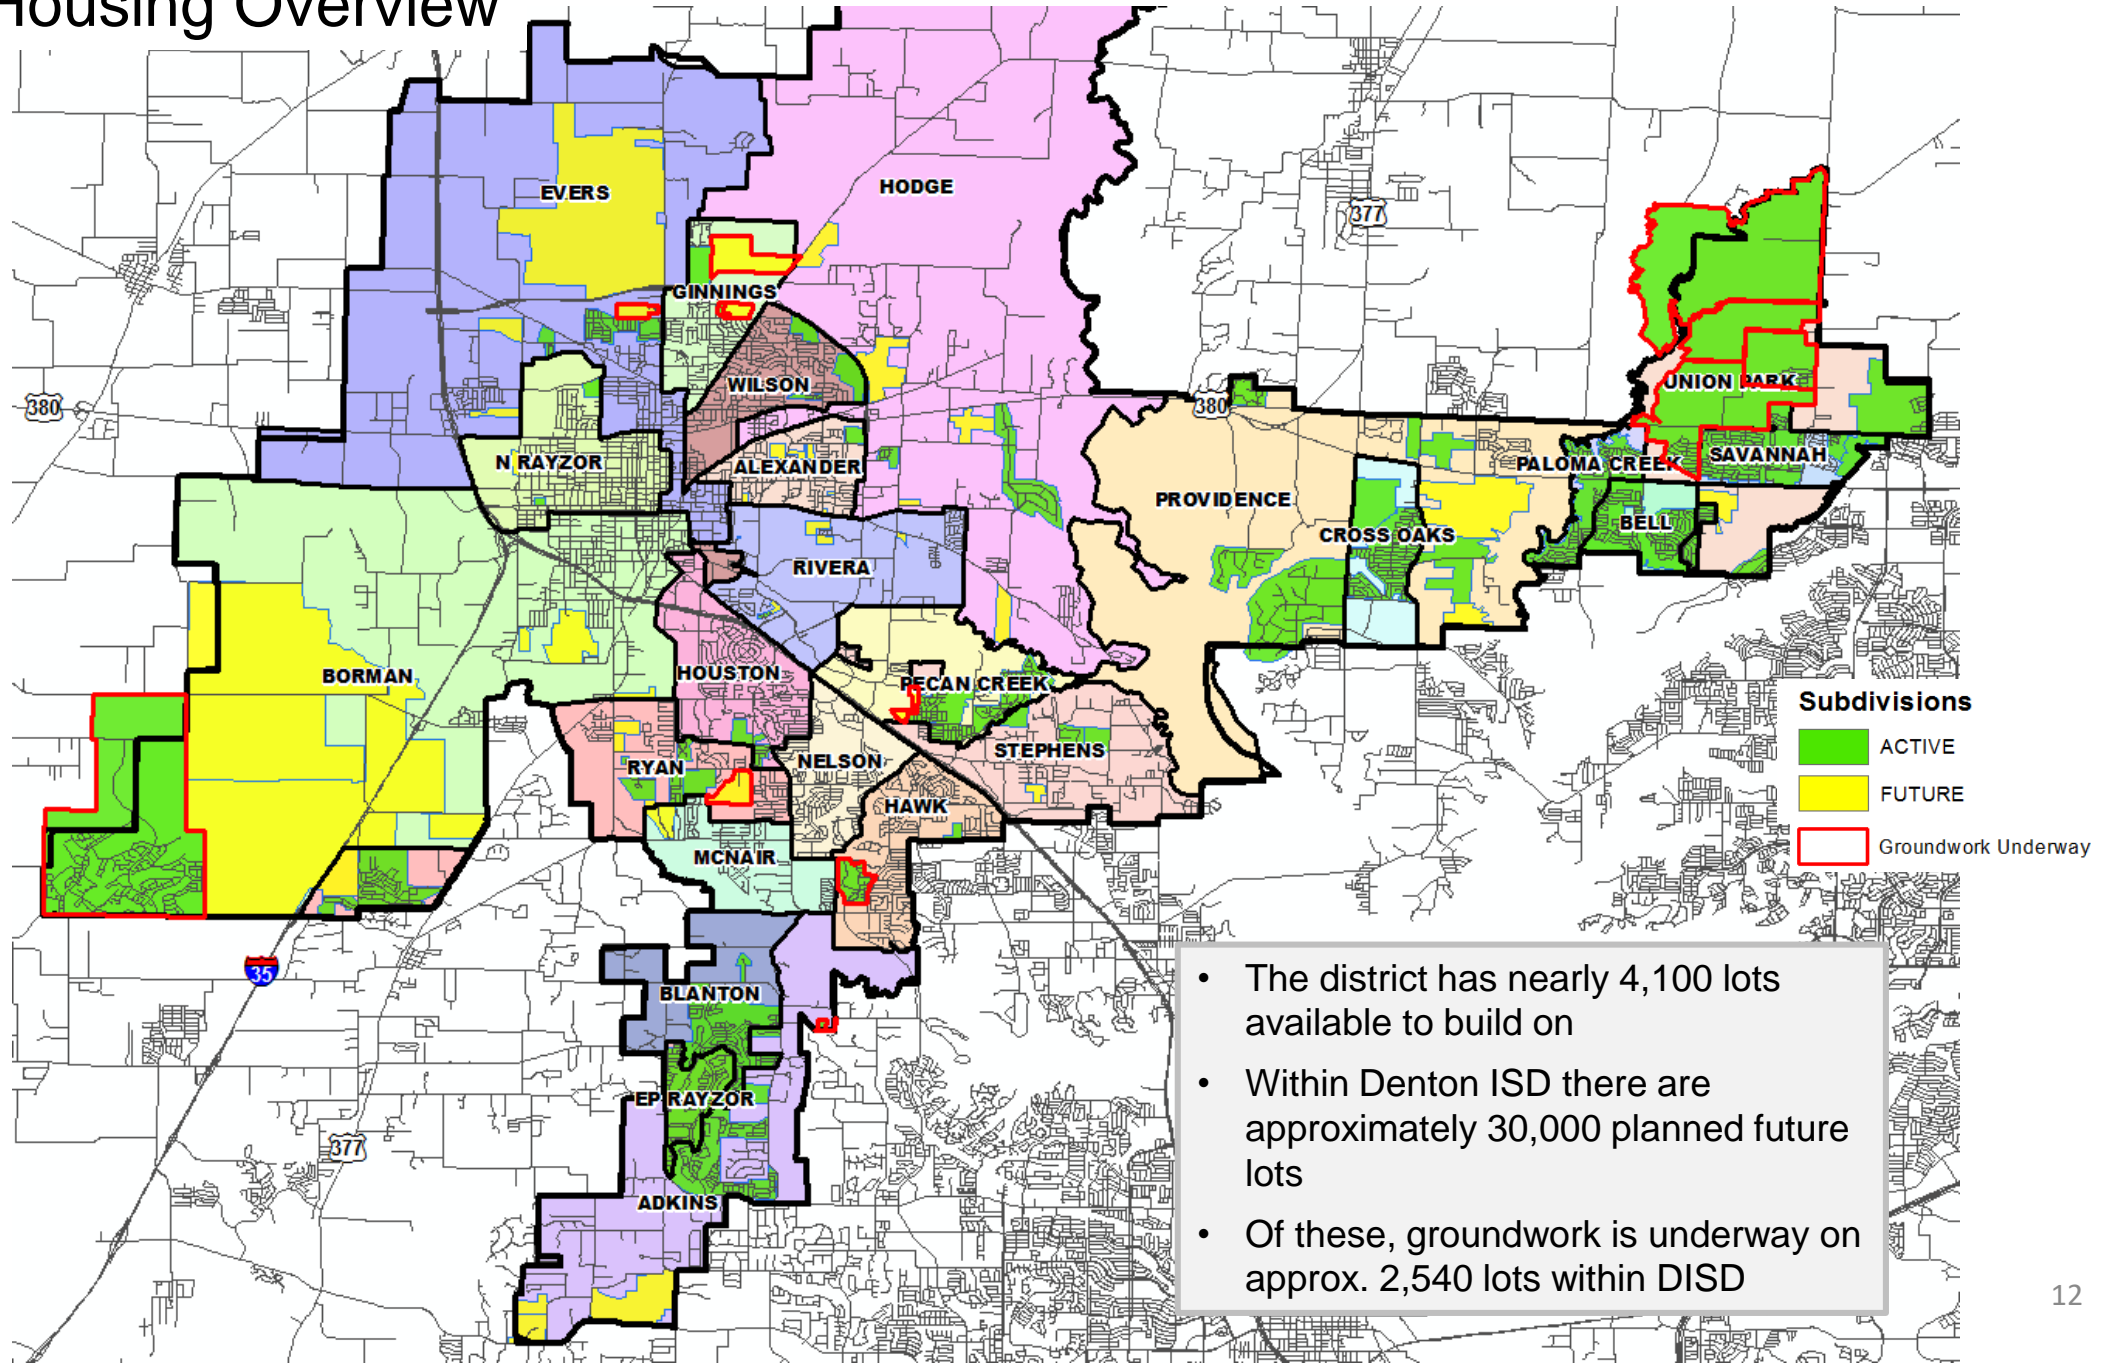 Housing Overview
EVERS
HODGE
377
GINNINGS
WILSON
380
380
UNION PARK
N RAYZOR
ALEXANDER
PALOMA CREEK
SAVANNAH
PROVIDENCE
CROSS OAKS
BELL
RIVERA
BORMAN
HOUSTON
PECAN CREEK
Subdivisions
ACTIVE
FUTURE
Groundwork Underway
RYAN
NELSON
STEPHENS
HAWK
MCNAIR
35
BLANTON
EP RAYZOR
377
ADKINS
• The district has nearly 4,100 lots
available to build on
• Within Denton ISD there are
approximately 30,000 planned future
lots
• Of these, groundwork is underway on
approx. 2,540 lots within DISD
12